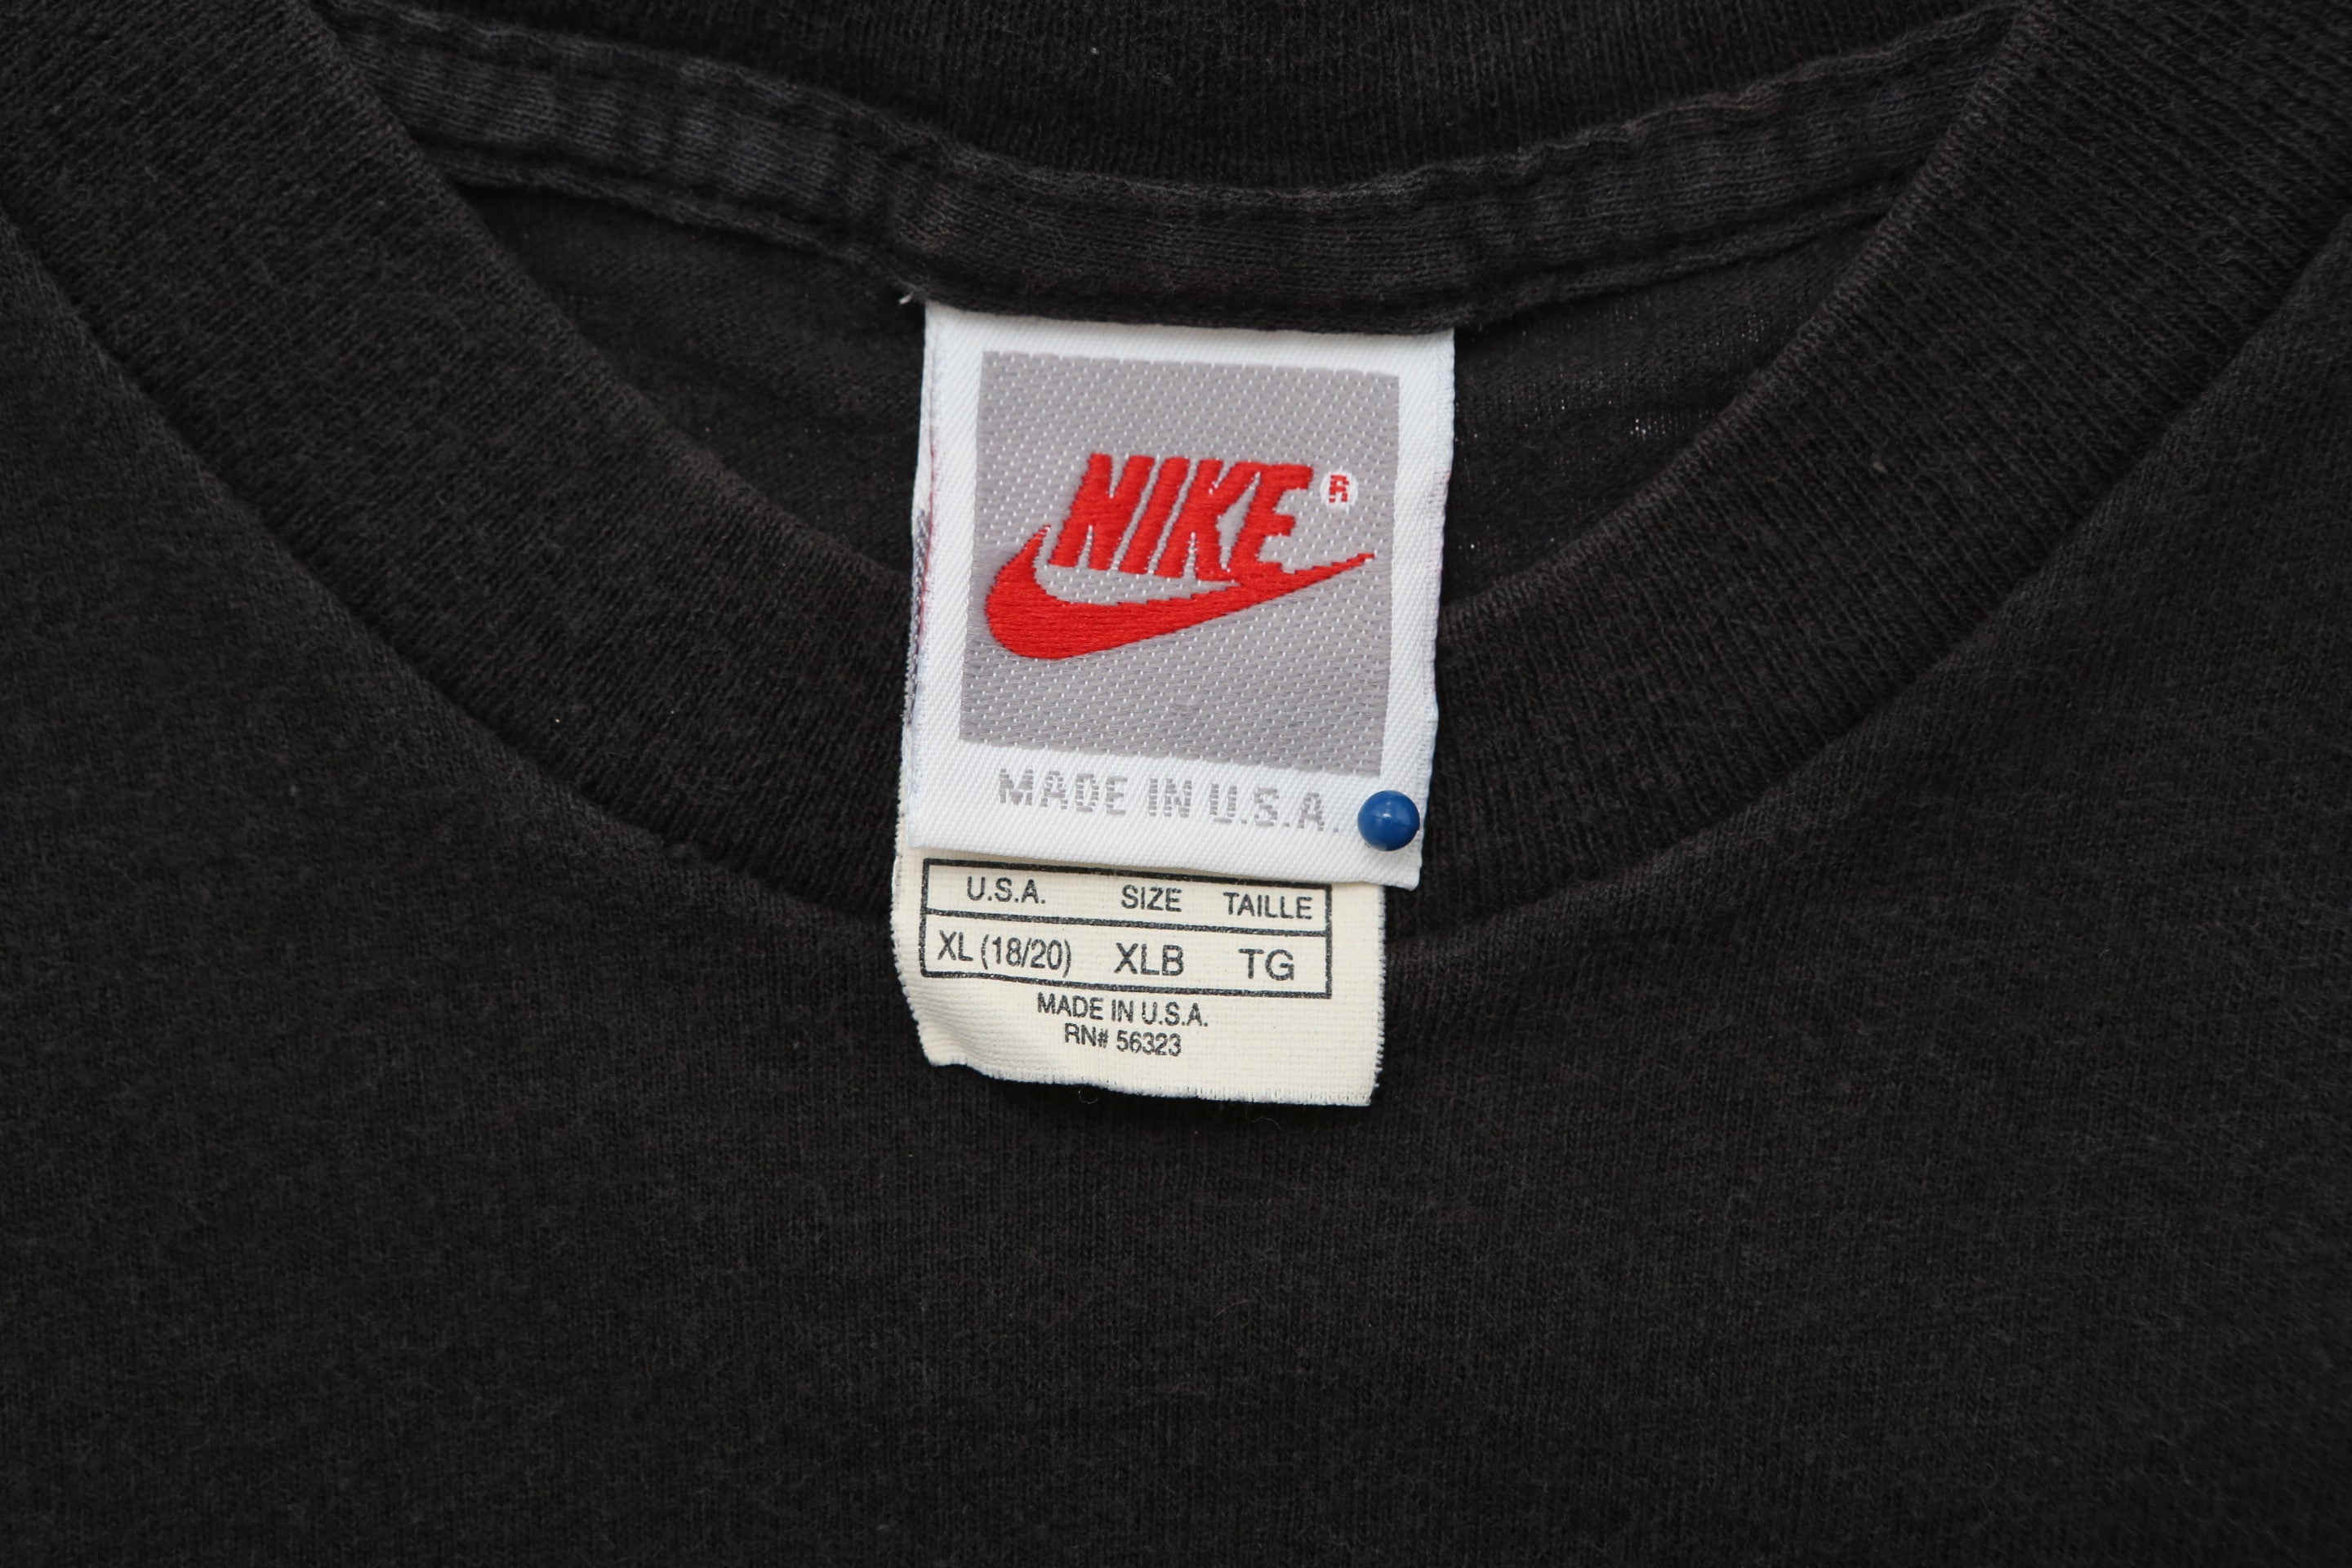 NIKE®
MADE IN U.S.A.
U.S.A. SIZE TAILLE
XL (18/20) XLB TG
MADE IN U.S.A.
RN# 56323